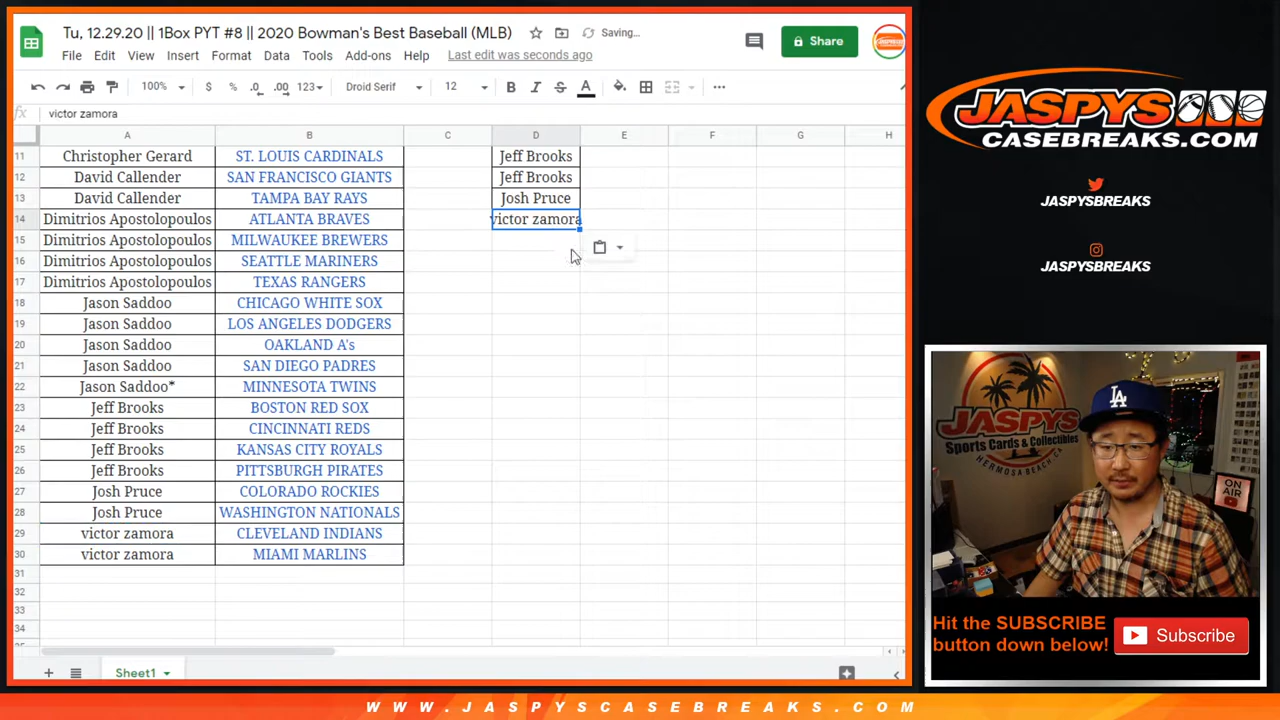 Tu, 12.29.20 || 1Box PYT #8 || 2020 Bowman's Best Baseball (MLB)
Saving...
File Edit View Insert Format Data Tools Add-ons Help Last edit was seconds ago
Share
100% $ % .0 .00 123 Droid Serif 12 B I S A
fx victor zamora
A B C D E F G H
11 Christopher Gerard ST. LOUIS CARDINALS Jeff Brooks
12 David Callender SAN FRANCISCO GIANTS Jeff Brooks
13 David Callender TAMPA BAY RAYS Josh Pruce
14 Dimitrios Apostolopoulos ATLANTA BRAVES victor zamora
15 Dimitrios Apostolopoulos MILWAUKEE BREWERS
16 Dimitrios Apostolopoulos SEATTLE MARINERS
17 Dimitrios Apostolopoulos TEXAS RANGERS
18 Jason Saddoo CHICAGO WHITE SOX
19 Jason Saddoo LOS ANGELES DODGERS
20 Jason Saddoo OAKLAND A's
21 Jason Saddoo SAN DIEGO PADRES
22 Jason Saddoo* MINNESOTA TWINS
23 Jeff Brooks BOSTON RED SOX
24 Jeff Brooks CINCINNATI REDS
25 Jeff Brooks KANSAS CITY ROYALS
26 Jeff Brooks PITTSBURGH PIRATES
27 Josh Pruce COLORADO ROCKIES
28 Josh Pruce WASHINGTON NATIONALS
29 victor zamora CLEVELAND INDIANS
30 victor zamora MIAMI MARLINS
31
32
33
34
Sheet1
JASPYS
CASEBREAKS.COM
JASPYSBREAKS
JASPYSBREAKS
JASPYS
Sports Cards & Collectibles
HERMOSA BEACH, CA
LA
ON AIR
Hit the SUBSCRIBE
button down below!
Subscribe
WWW.JASPYSCASEBREAKS.COM